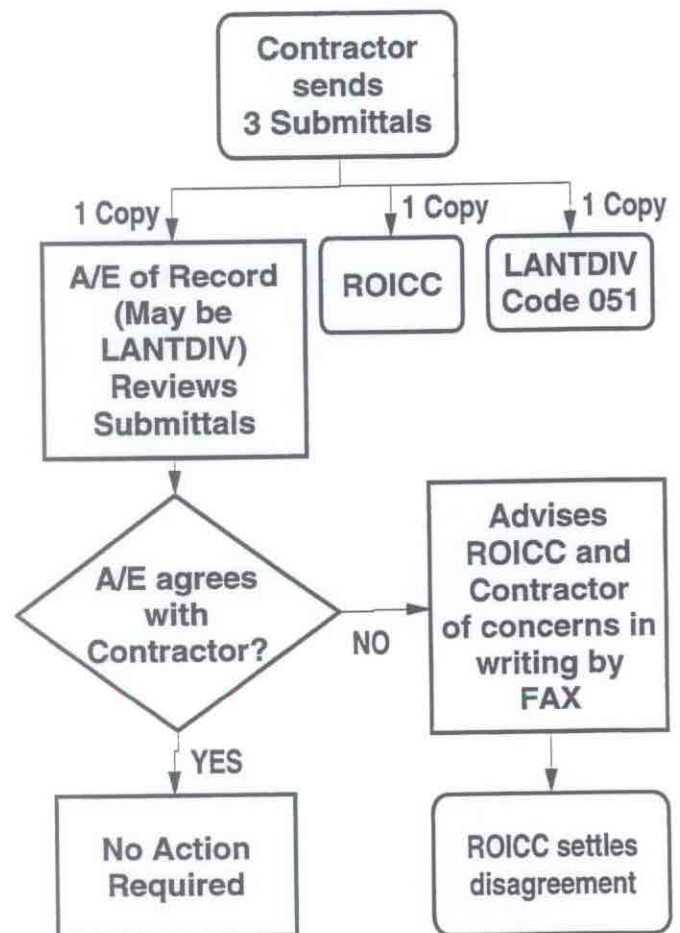 Contractor
sends
3 Submittals
1 Copy
1 Copy
1 Copy
A/E of Record
(May be
LANTDIV)
Reviews
Submittals
ROICC
LANTDIV
Code 051
A/E agrees
with
Contractor?
NO
Advises
ROICC and
Contractor
of concerns in
writing by
FAX
YES
No Action
Required
ROICC settles
disagreement